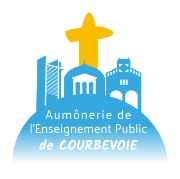 Aumônerie de
l'Enseignement Public
de COURBEVOIE